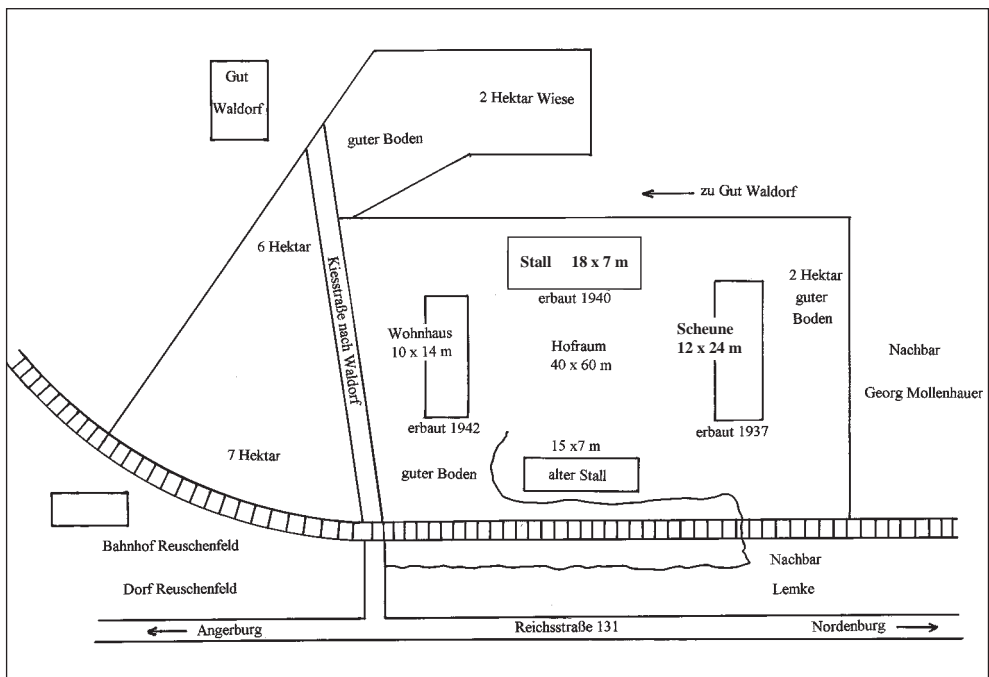 Gut
Waldorf
2 Hektar Wiese
guter Boden
zu Gut Waldorf
6 Hektar
Kiesstraße nach Waldorf
Stall 18 x 7 m
erbaut 1940
2 Hektar
guter
Boden
Wohnhaus
10 x 14 m
erbaut 1942
Hofraum
40 x 60 m
Scheune
12 x 24 m
erbaut 1937
Nachbar
Georg Mollenhauer
7 Hektar
guter Boden
15 x7 m
alter Stall
Bahnhof Reuschenfeld
Dorf Reuschenfeld
Nachbar
Lemke
Angerburg
Reichsstraße 131
Nordenburg